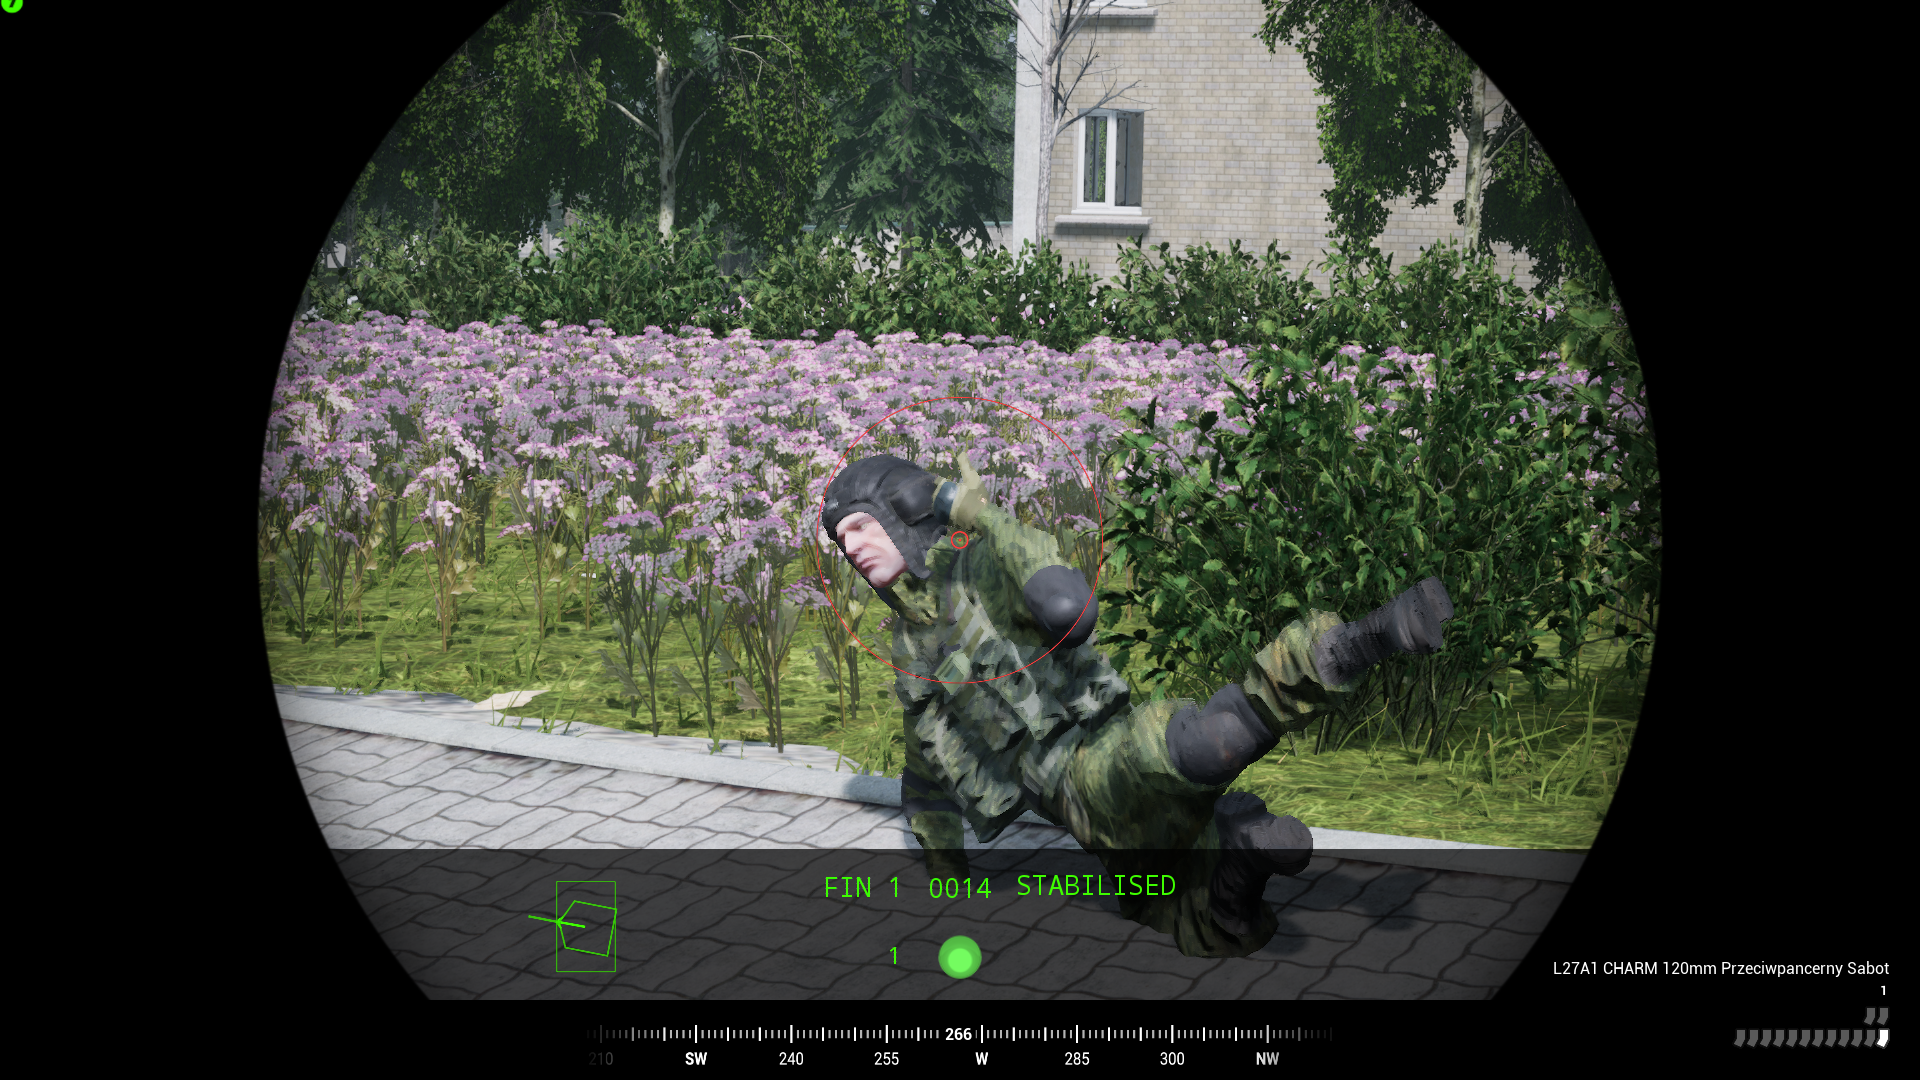 FIN 1 0014 STABILISED
1
L27A1 CHARM 120mm Przeciwpancerny Sabot
1
266
210 SW 240 255 W 285 300 NW